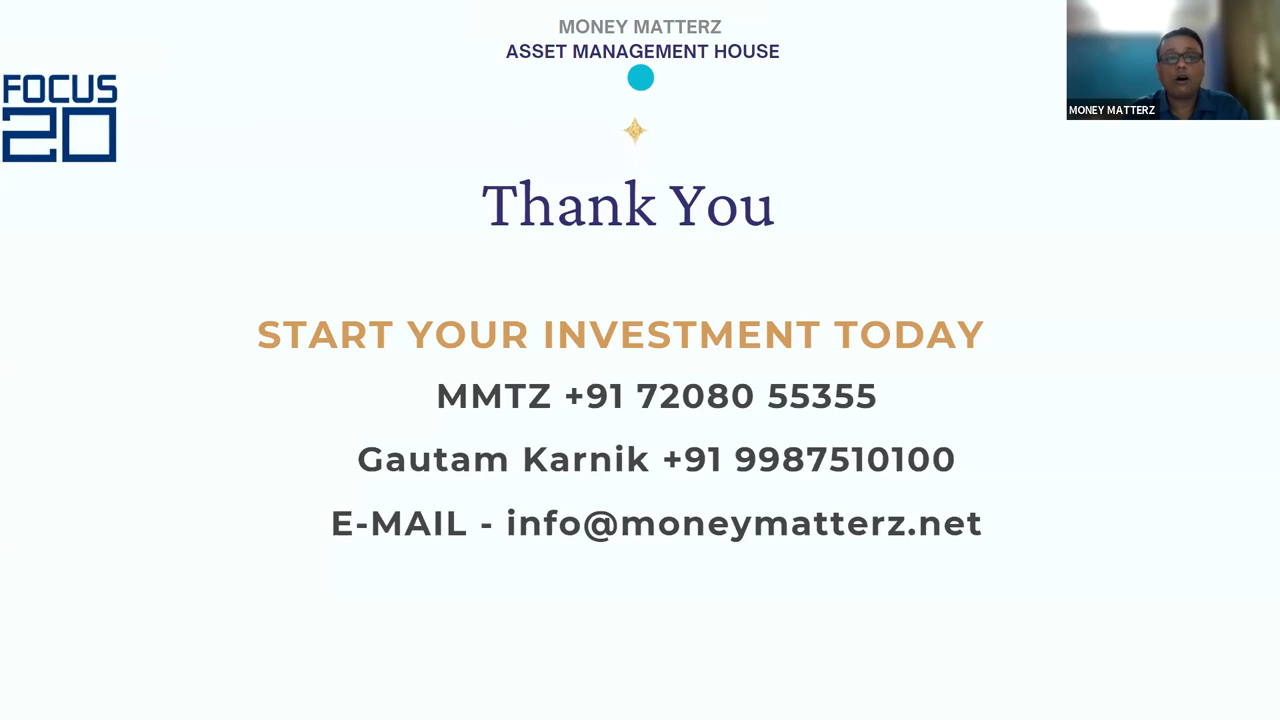 MONEY MATTERZ
ASSET MANAGEMENT HOUSE
MONEY MATTERZ
FOCUS
20
Thank You
START YOUR INVESTMENT TODAY
MMTZ +91 72080 55355
Gautam Karnik +91 9987510100
E-MAIL - info@moneymatterz.net